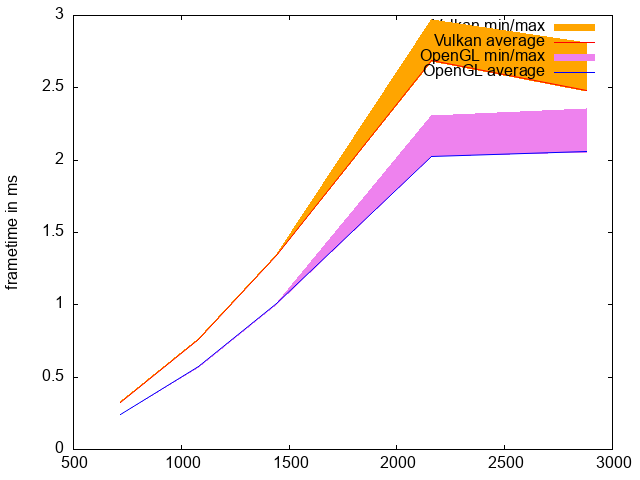 3
2.5
2
1.5
1
0.5
0
frametime in ms
Vulkan min/max
Vulkan average
OpenGL min/max
OpenGL average
500 1000 1500 2000 2500 3000